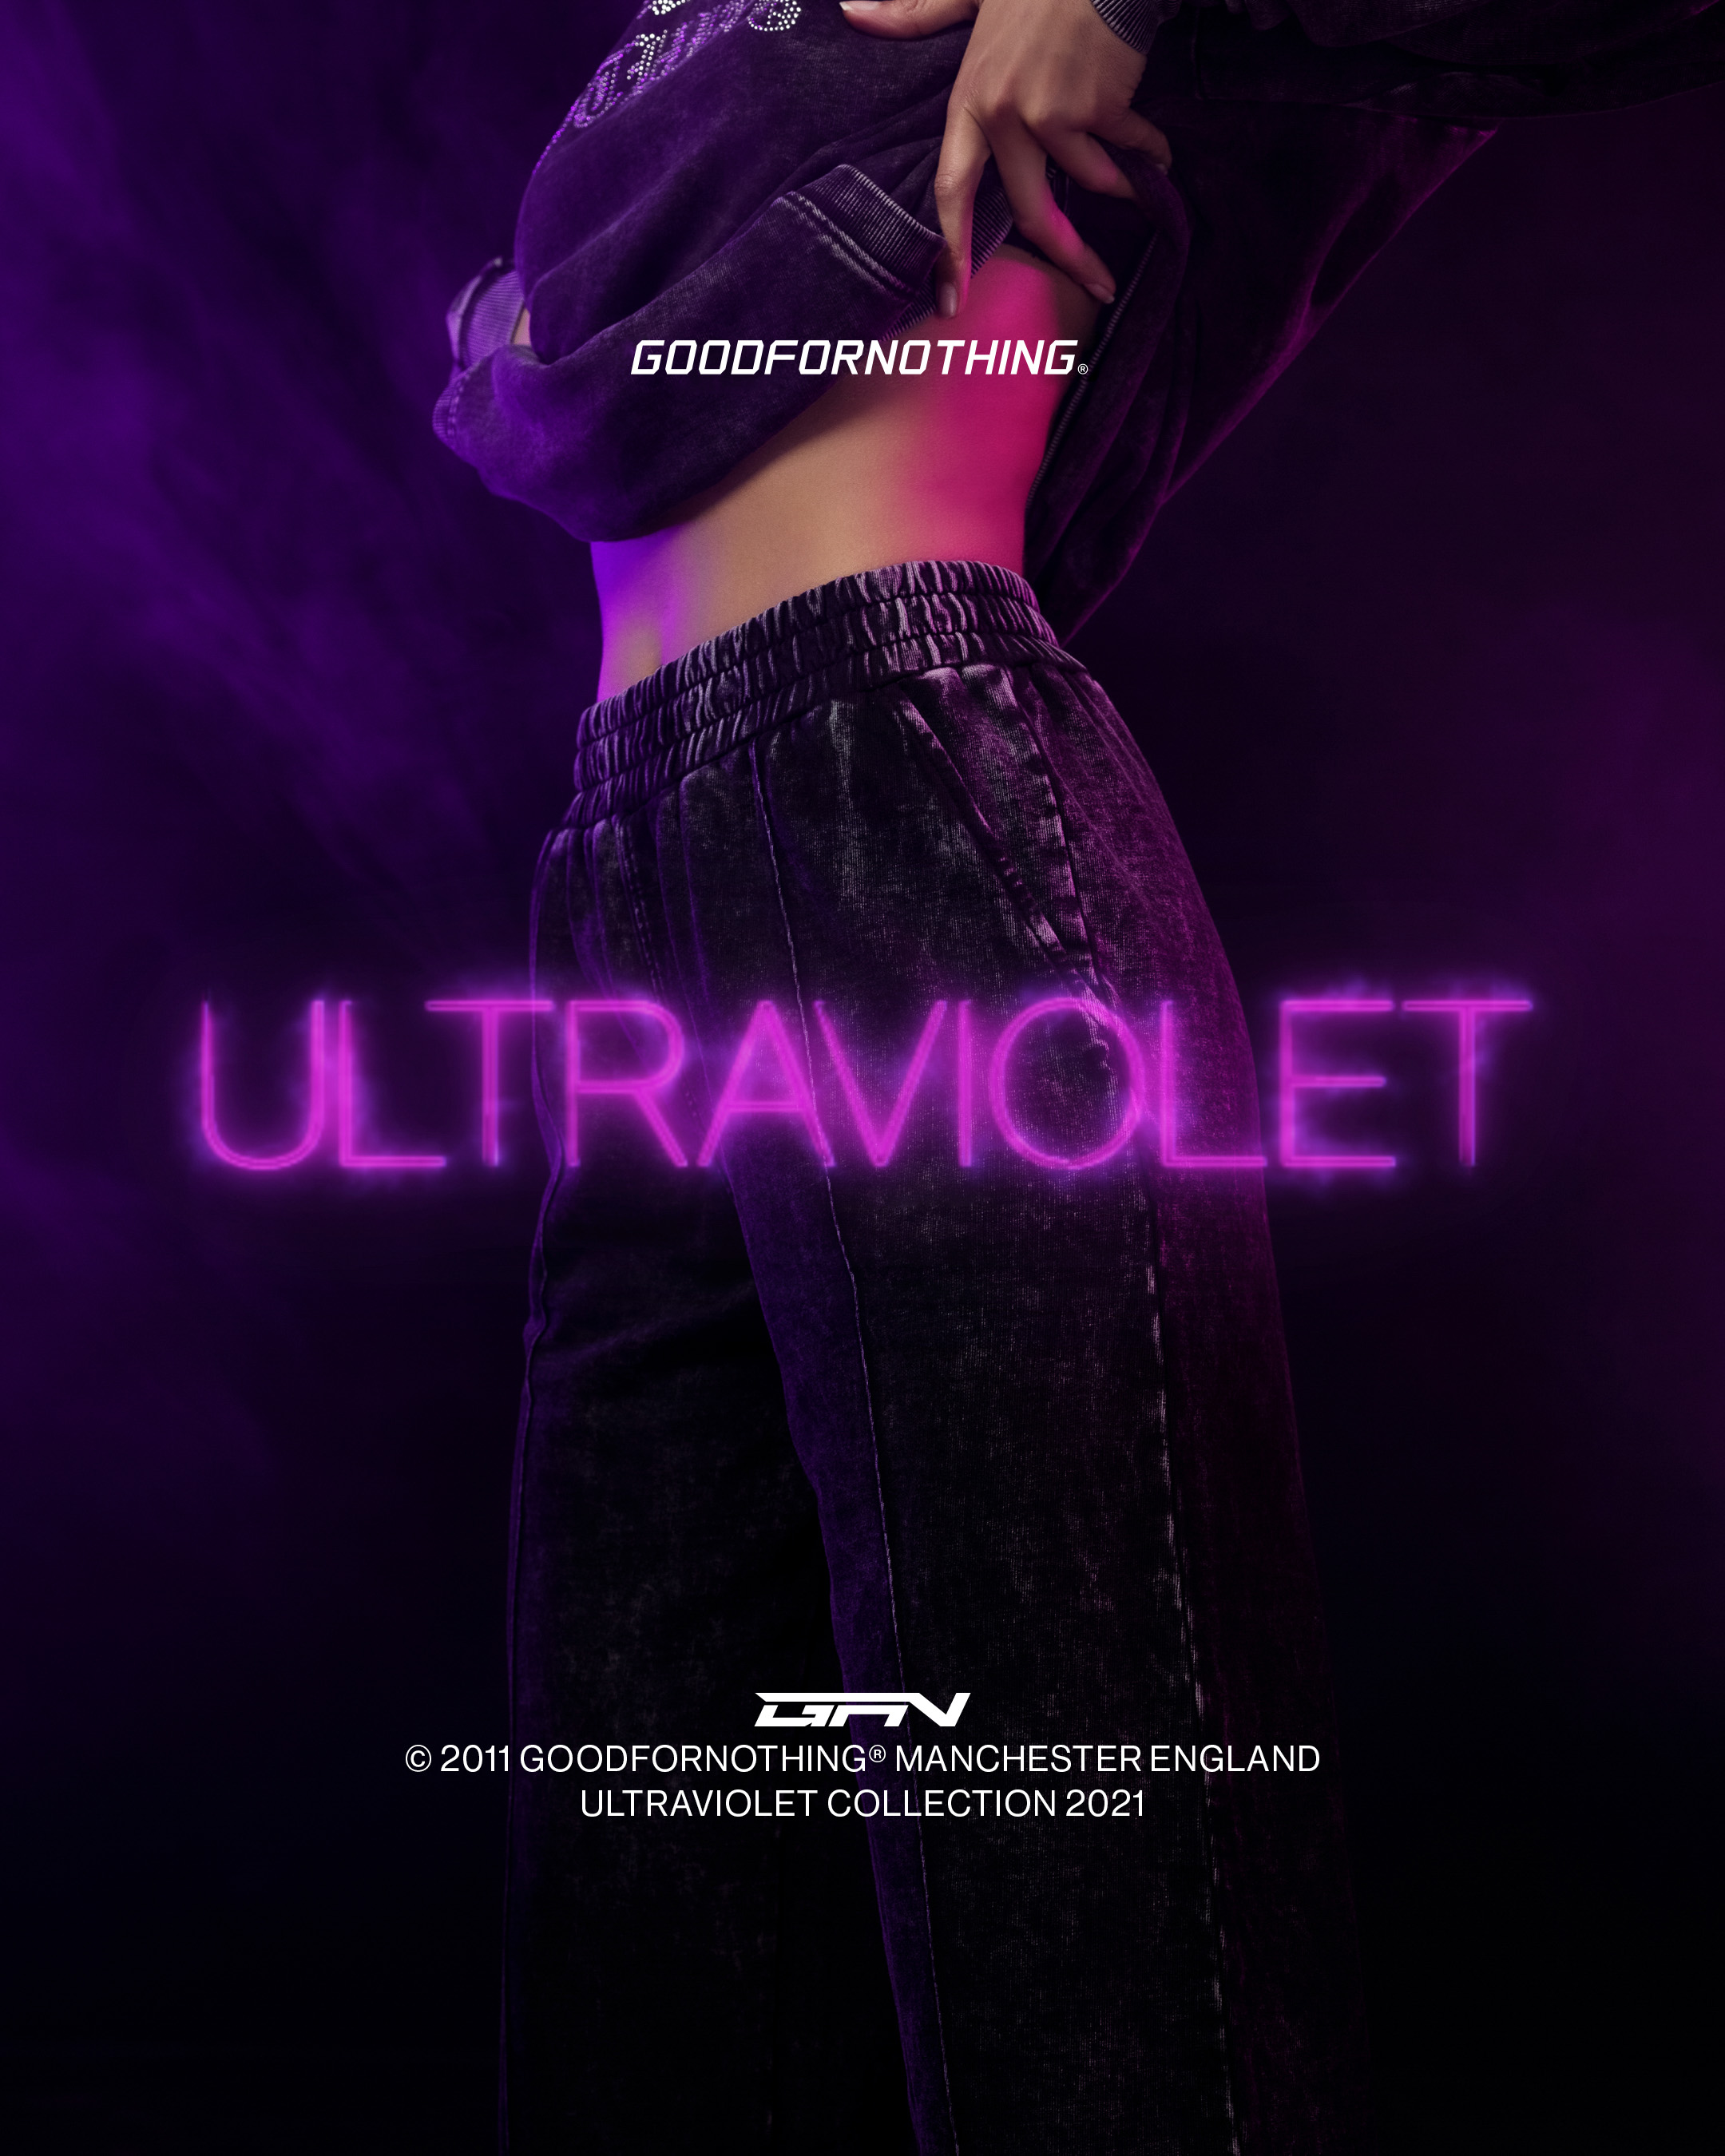 GOODFORNOTHING®
ULTRAVIOLET
GFN
© 2011 GOODFORNOTHING® MANCHESTER ENGLAND
ULTRAVIOLET COLLECTION 2021